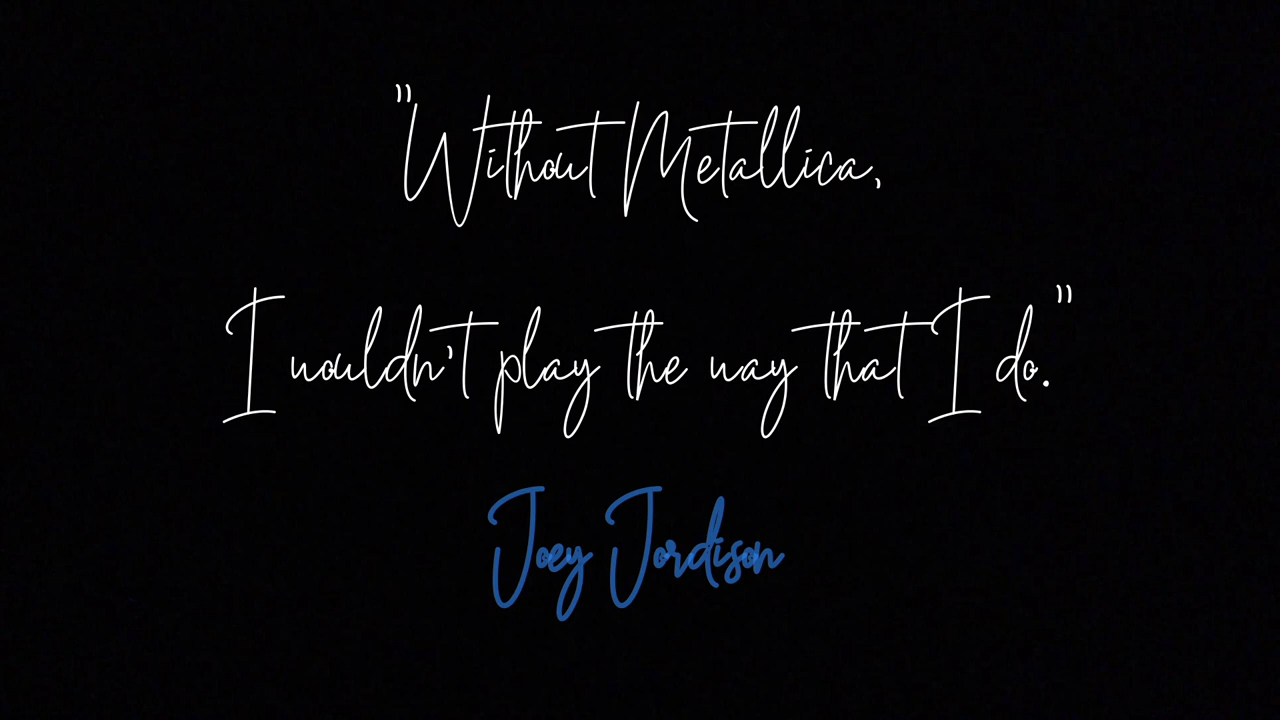 "Without Metallica,
I wouldn't play the way that I do."
Joey Jordison